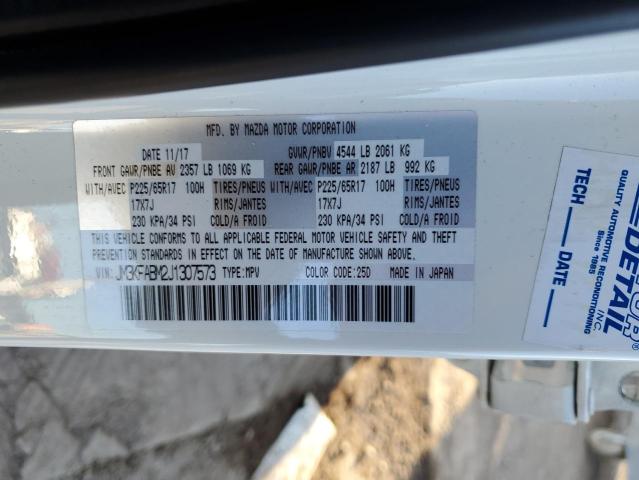 MFD. BY MAZDA MOTOR CORPORATION
DATE 11/17 GVWR/PNBV 4544 LB 2061 KG
FRONT GAWR/PNBE AV 2357 LB 1069 KG REAR GAWR/PNBE AR 2187 LB 992 KG
WITH/AVEC P225/65R17 100H TIRES/PNEUS WITH/AVEC P225/65R17 100H TIRES/PNEUS
17X7J RIMS/JANTES 17X7J RIMS/JANTES
230 KPA/34 PSI COLD/A FROID 230 KPA/34 PSI COLD/A FROID
THIS VEHICLE CONFORMS TO ALL APPLICABLE FEDERAL MOTOR VEHICLE SAFETY AND THEFT
PREVENTION STANDARDS IN EFFECT ON THE DATE OF MANUFACTURE SHOWN ABOVE.
VIN: JM3KFABM2J1307573 TYPE: MPV COLOR CODE: 25D MADE IN JAPAN
TECH
DATE
AUTOMOTIVE RECONDITIONING
Since 1985
DETAIL
INC.